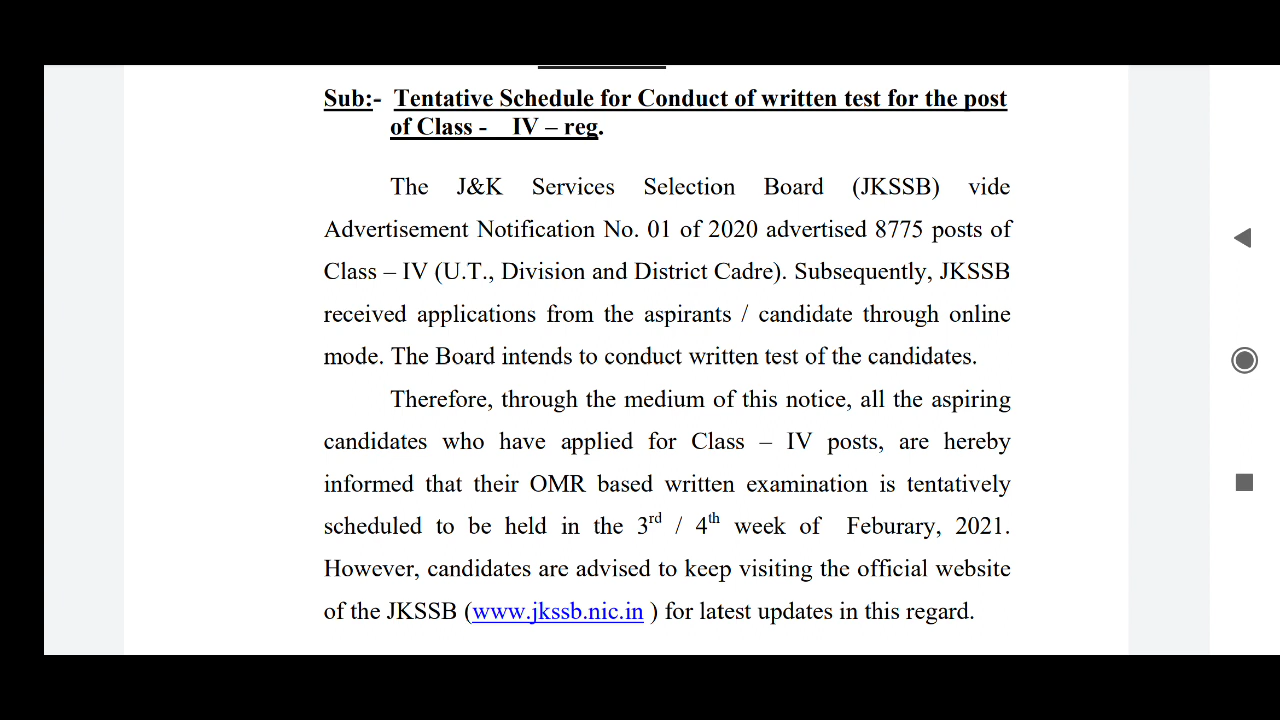 Sub:- Tentative Schedule for Conduct of written test for the post
of Class - IV – reg.
The J&K Services Selection Board (JKSSB) vide
Advertisement Notification No. 01 of 2020 advertised 8775 posts of
Class – IV (U.T., Division and District Cadre). Subsequently, JKSSB
received applications from the aspirants / candidate through online
mode. The Board intends to conduct written test of the candidates.
Therefore, through the medium of this notice, all the aspiring
candidates who have applied for Class – IV posts, are hereby
informed that their OMR based written examination is tentatively
scheduled to be held in the 3rd / 4th week of Feburary, 2021.
However, candidates are advised to keep visiting the official website
of the JKSSB (www.jkssb.nic.in ) for latest updates in this regard.